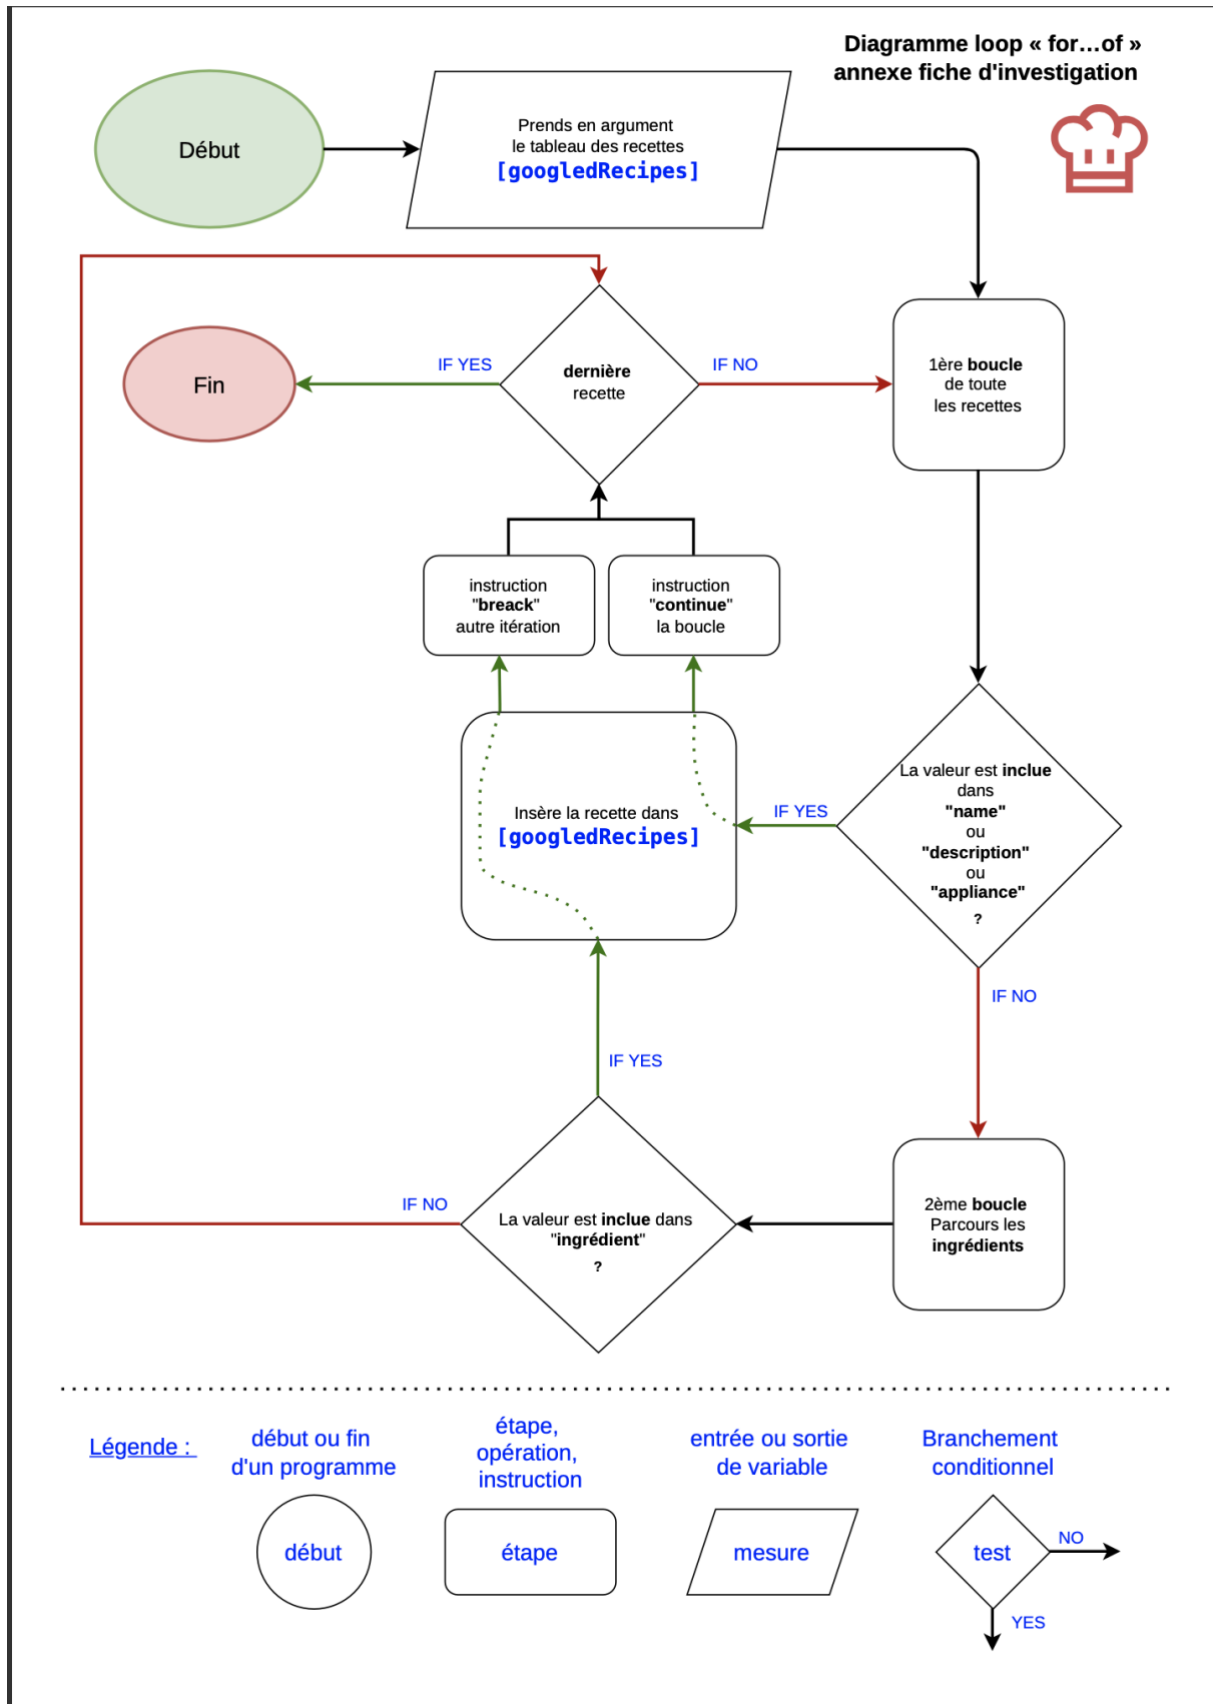 Diagramme loop « for...of »
annexe fiche d'investigation
Début
Prends en argument
le tableau des recettes
[googledRecipes]
Fin
IF YES
dernière
recette
IF NO
1ère boucle
de toute
les recettes
instruction
"breack"
autre itération
instruction
"continue"
la boucle
La valeur est inclue
dans
"name"
ou
"description"
ou
"appliance"
?
IF YES
Insère la recette dans
[googledRecipes]
IF NO
IF YES
IF NO
La valeur est inclue dans
"ingrédient"
?
2ème boucle
Parcours les
ingrédients
Légende :
début ou fin
d'un programme
étape,
opération,
instruction
entrée ou sortie
de variable
Branchement
conditionnel
début
étape
mesure
test
NO
YES